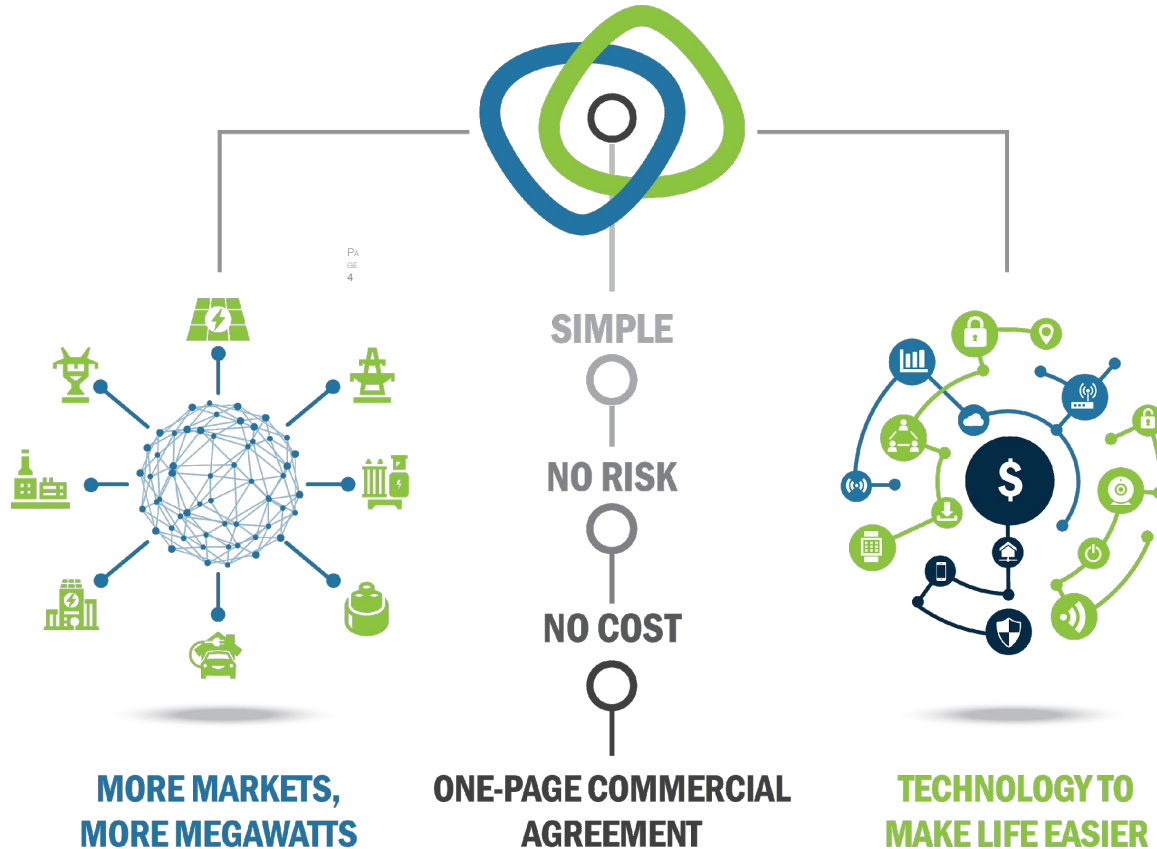 PA
GE
4
SIMPLE
NO RISK
NO COST
$
MORE MARKETS,
MORE MEGAWATTS
ONE-PAGE COMMERCIAL
AGREEMENT
TECHNOLOGY TO
MAKE LIFE EASIER